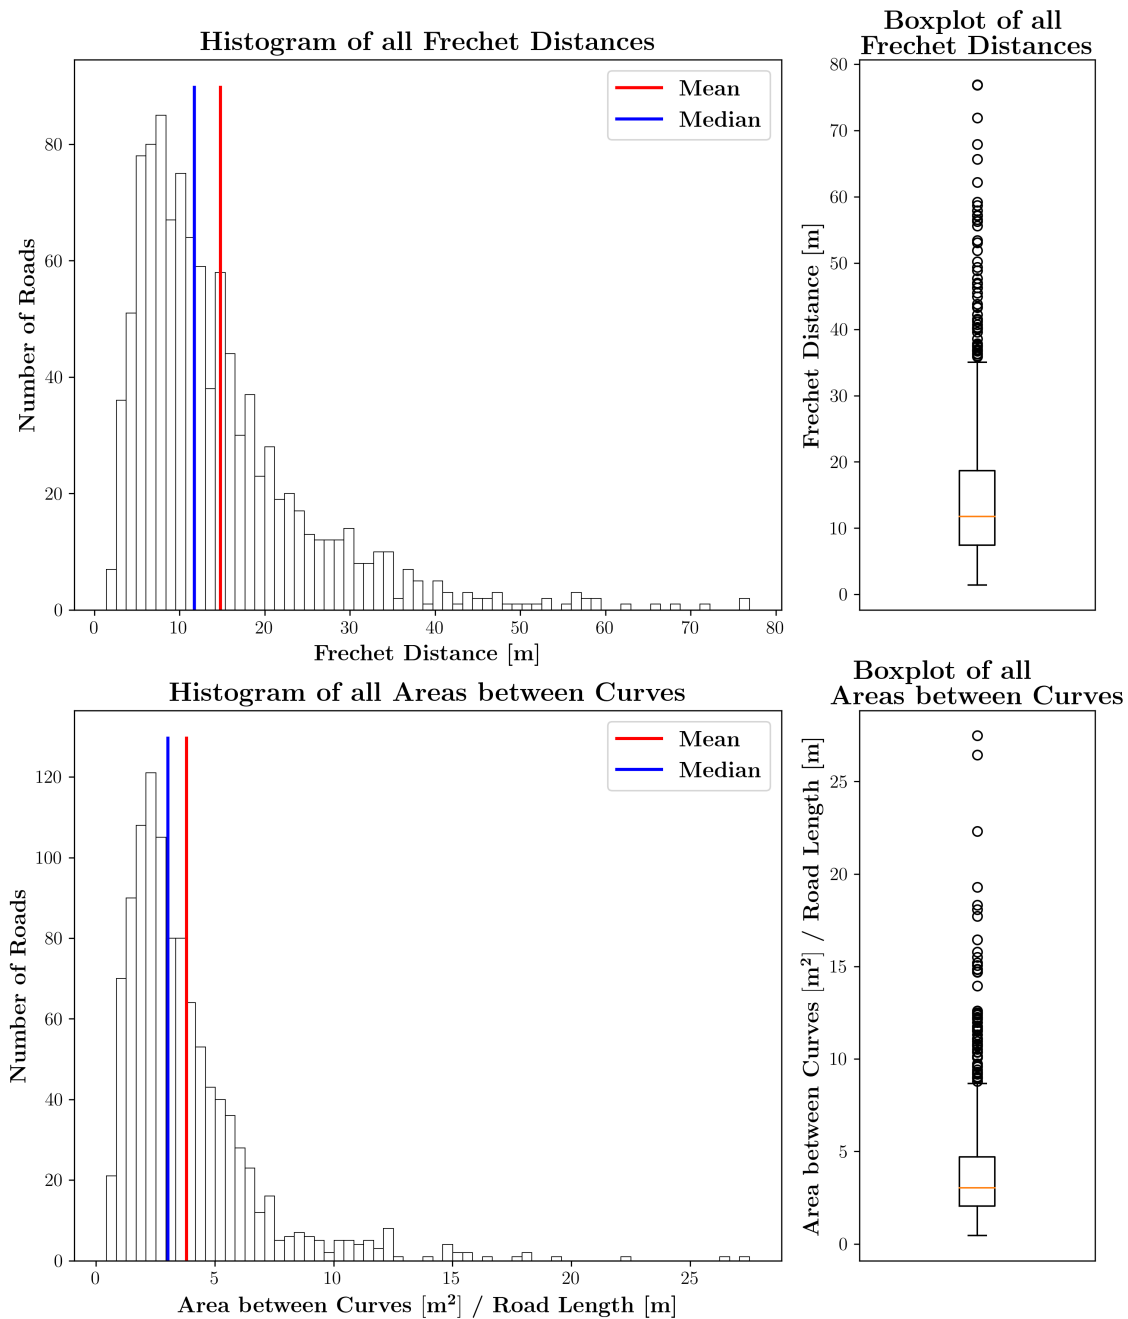 Histogram of all Frechet Distances
Mean
Median
80
60
40
20
0
Number of Roads
0 10 20 30 40 50 60 70 80
Frechet Distance [m]
Boxplot of all
Frechet Distances
80
70
60
50
40
30
20
10
0
Frechet Distance [m]
Histogram of all Areas between Curves
Mean
Median
120
100
80
60
40
20
0
Number of Roads
0 5 10 15 20 25
Area between Curves [m²] / Road Length [m]
Boxplot of all
Areas between Curves
25
20
15
10
5
0
Area between Curves [m²] / Road Length [m]